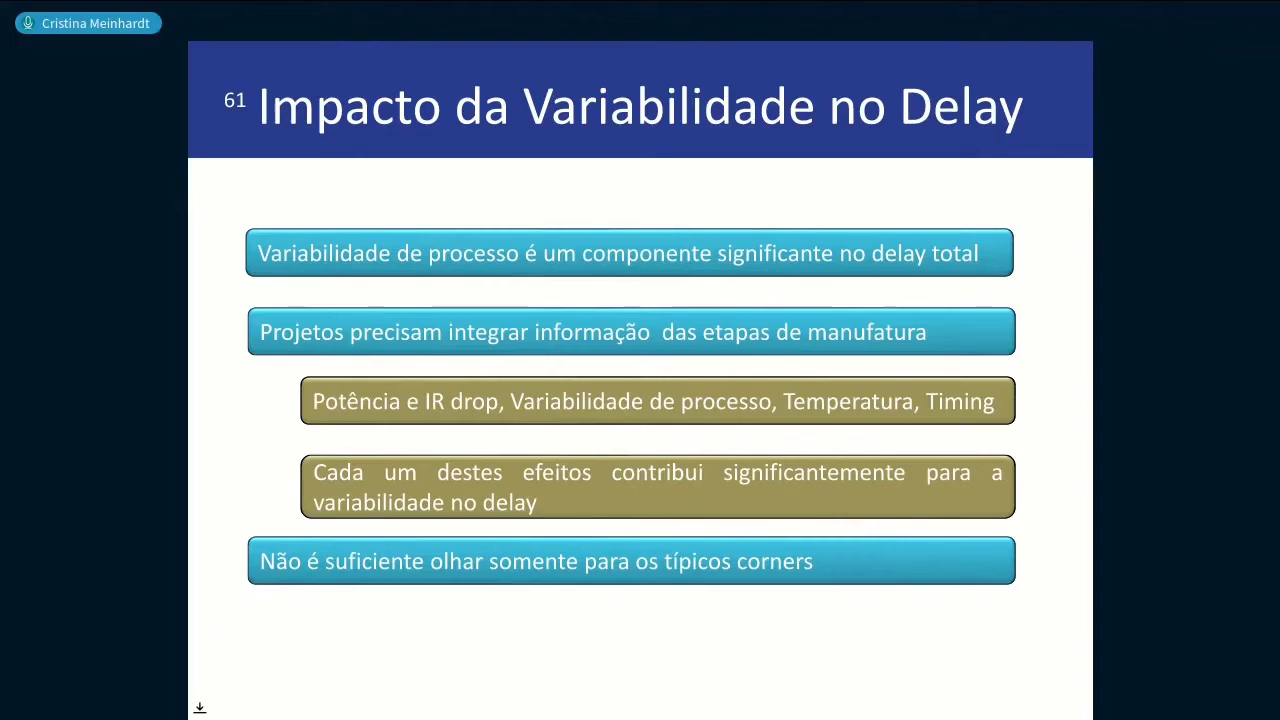 Cristina Meinhardt
61 Impacto da Variabilidade no Delay
Variabilidade de processo é um componente significante no delay total
Projetos precisam integrar informação das etapas de manufatura
Potência e IR drop, Variabilidade de processo, Temperatura, Timing
Cada um destes efeitos contribui significantemente para a
variabilidade no delay
Não é suficiente olhar somente para os típicos corners